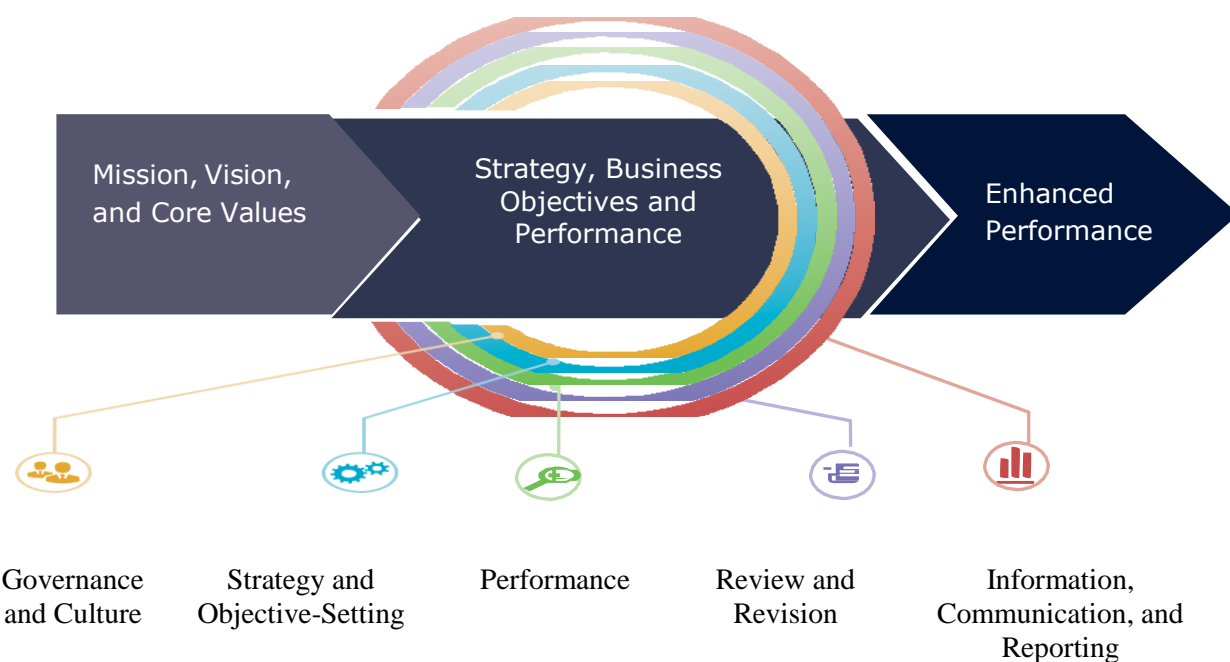 Mission, Vision,
and Core Values
Strategy, Business
Objectives and
Performance
Enhanced
Performance
Governance
and Culture
Strategy and
Objective-Setting
Performance
Review and
Revision
Information,
Communication, and
Reporting